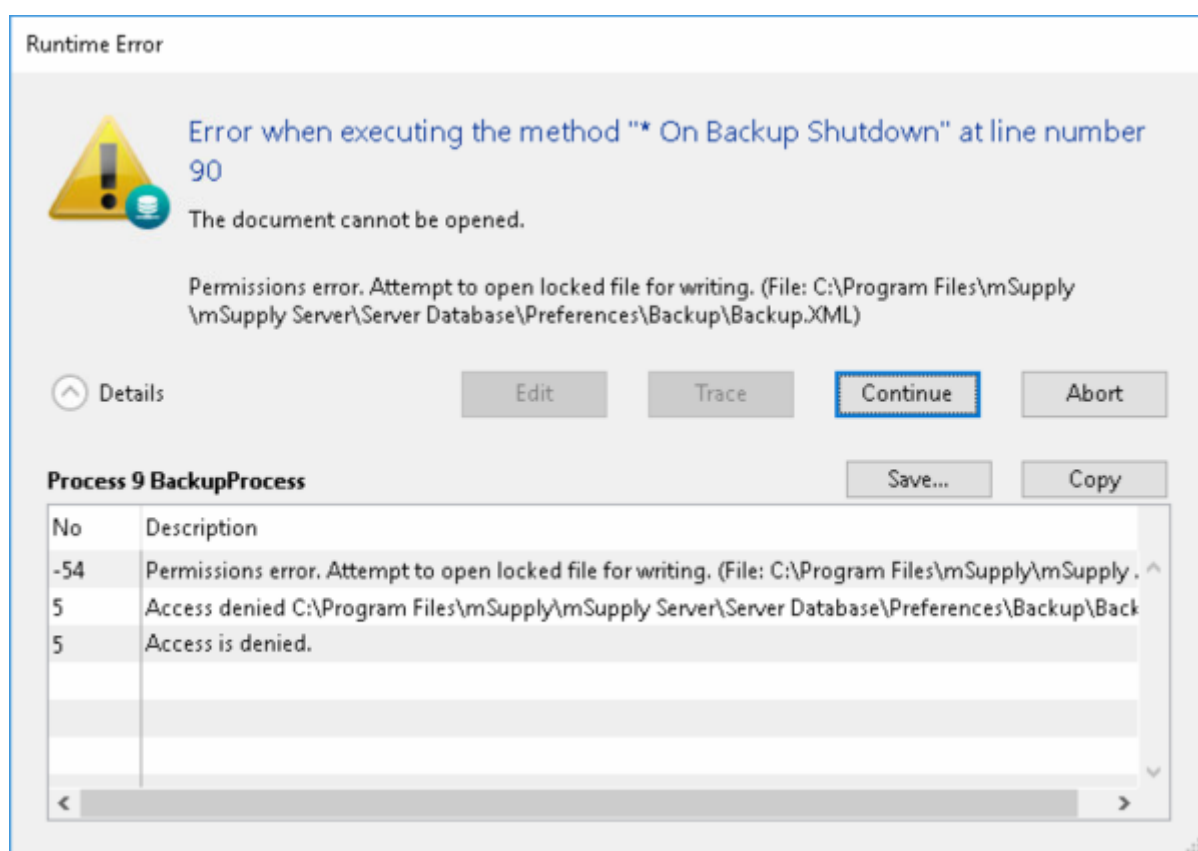 Runtime Error
Error when executing the method "* On Backup Shutdown" at line number
90
The document cannot be opened.
Permissions error. Attempt to open locked file for writing. (File: C:\Program Files\mSupply
\mSupply Server\Server Database\Preferences\Backup\Backup.XML)
Details
Edit
Trace
Continue
Abort
Process 9 BackupProcess
Save...
Copy
No Description
-54 Permissions error. Attempt to open locked file for writing. (File: C:\Program Files\mSupply\mSupply .
5 Access denied C:\Program Files\mSupply\mSupply Server\Server Database\Preferences\Backup\Back
5 Access is denied.